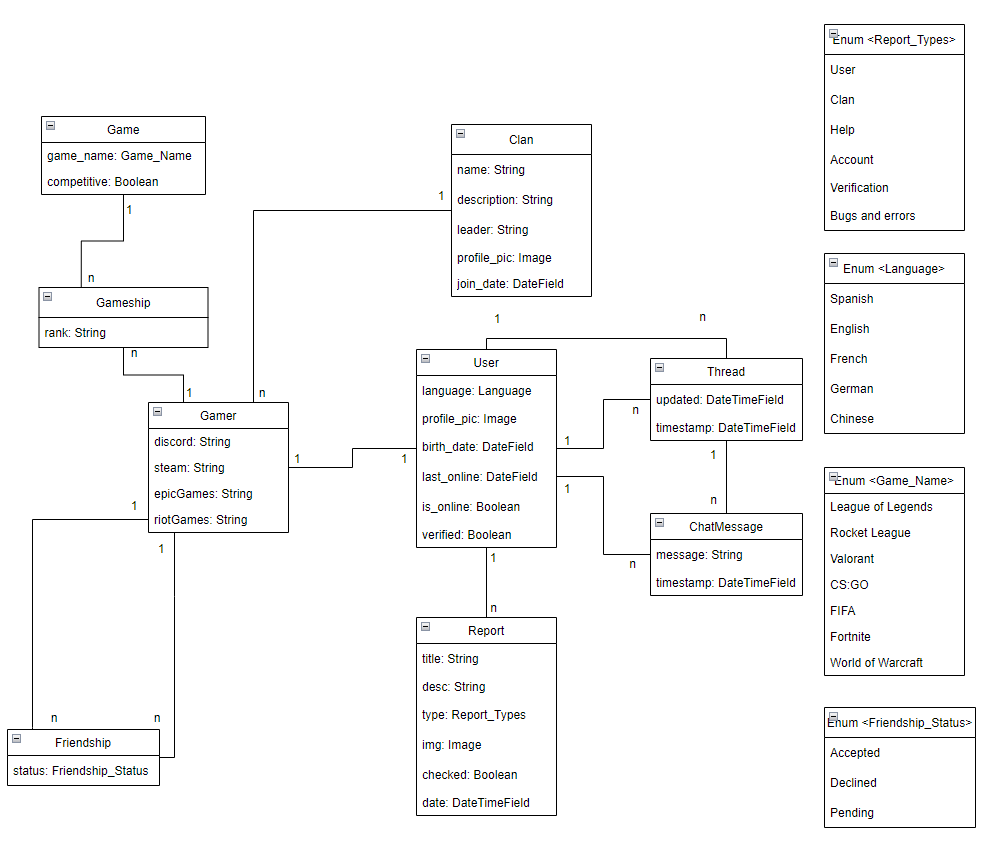 Game
game_name: Game_Name
competitive: Boolean
1
n
Gameship
rank: String
n
1
Clan
name: String
description: String
leader: String
profile_pic: Image
join_date: DateField
1
n
Gamer
discord: String
steam: String
epicGames: String
riotGames: String
1
1
1
1
n
n
Friendship
status: Friendship_Status
1
n
User
language: Language
profile_pic: Image
birth_date: DateField
last_online: DateField
is_online: Boolean
verified: Boolean
1
n
1
n
Thread
updated: DateTimeField
timestamp: DateTimeField
1
n
ChatMessage
message: String
timestamp: DateTimeField
1
n
Report
title: String
desc: String
type: Report_Types
img: Image
checked: Boolean
date: DateTimeField
Enum <Report_Types>
User
Clan
Help
Account
Verification
Bugs and errors
Enum <Language>
Spanish
English
French
German
Chinese
Enum <Game_Name>
League of Legends
Rocket League
Valorant
CS:GO
FIFA
Fortnite
World of Warcraft
Enum <Friendship_Status>
Accepted
Declined
Pending